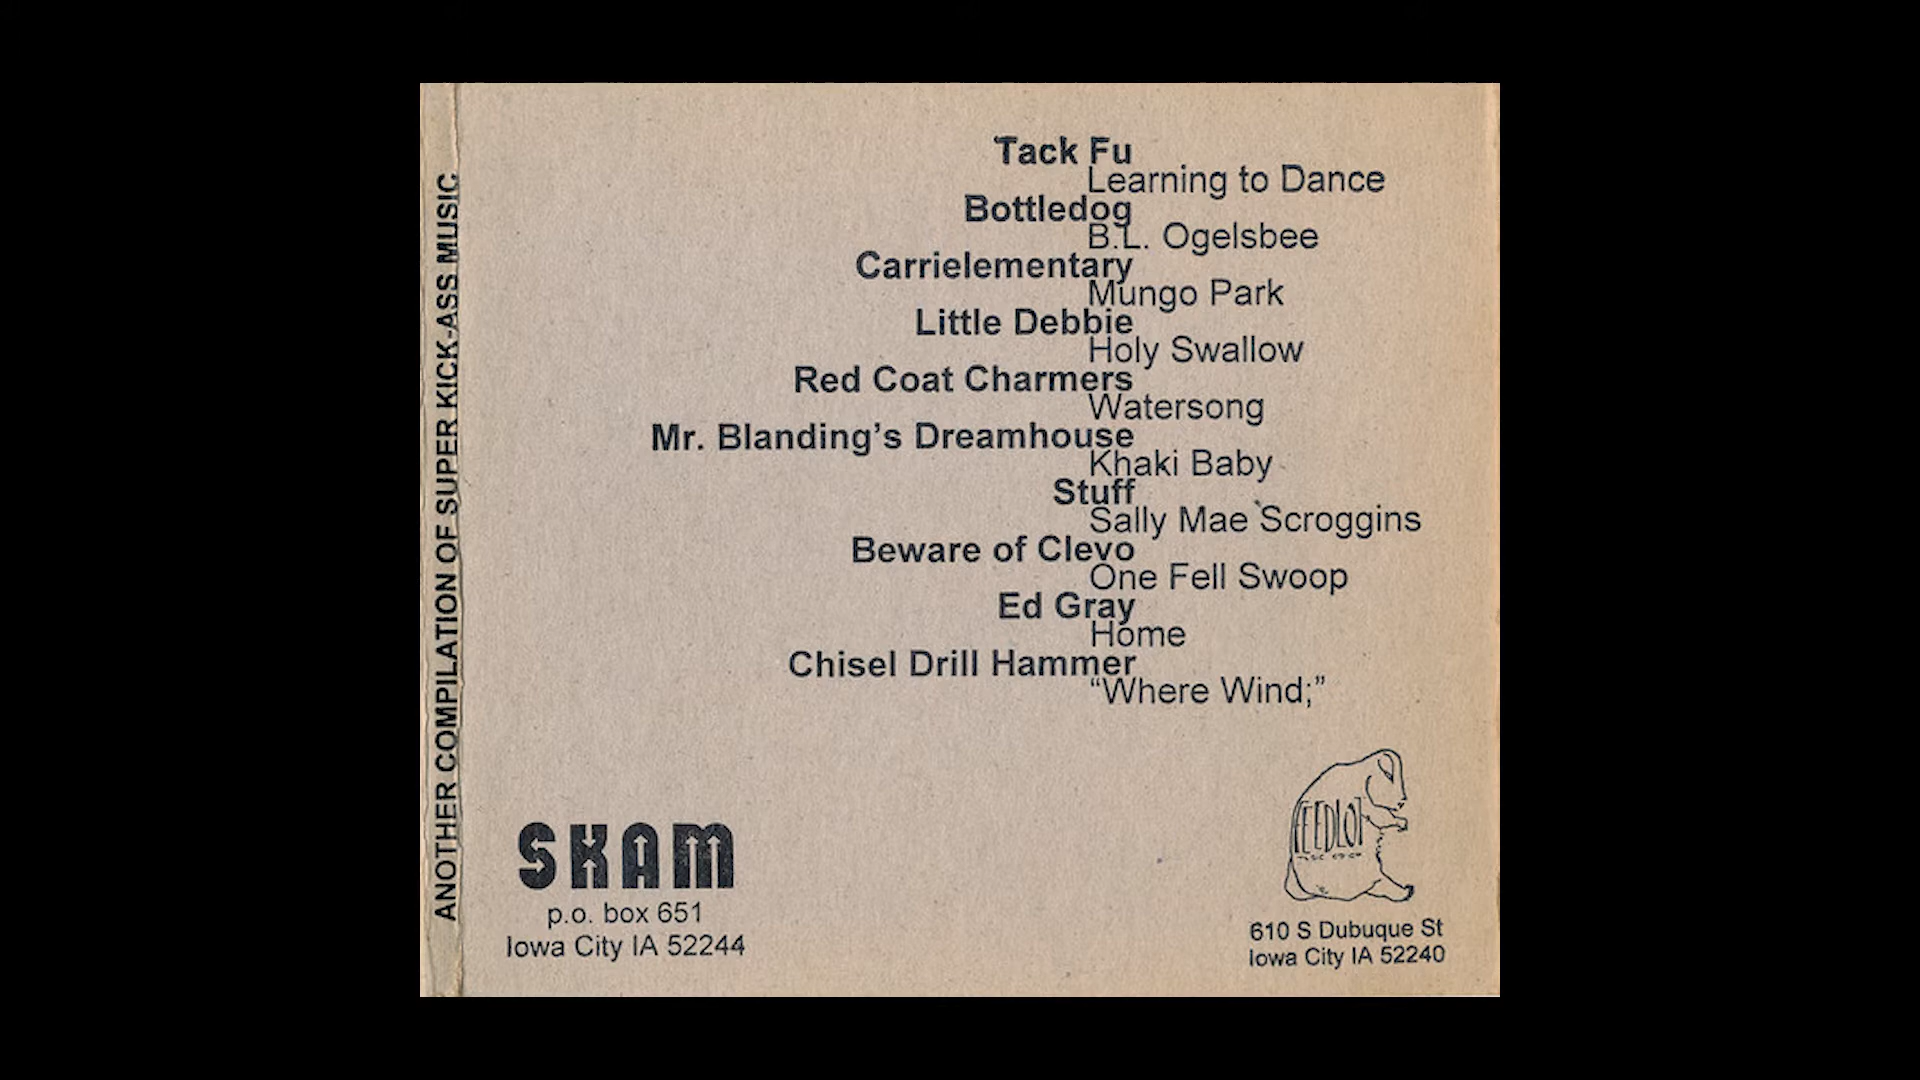 ANOTHER COMPILATION OF SUPER KICK-ASS MUSIC
Tack Fu
Learning to Dance
Bottledog
B.L. Ogelsbee
Carrielementary
Mungo Park
Little Debbie
Holy Swallow
Red Coat Charmers
Watersong
Mr. Blanding’s Dreamhouse
Khaki Baby
Stuff
Sally Mae Scroggins
Beware of Clevo
One Fell Swoop
Ed Gray
Home
Chisel Drill Hammer
“Where Wind;”
SKAM
p.o. box 651
Iowa City IA 52244
FEEDLOT
610 S Dubuque St
Iowa City IA 52240